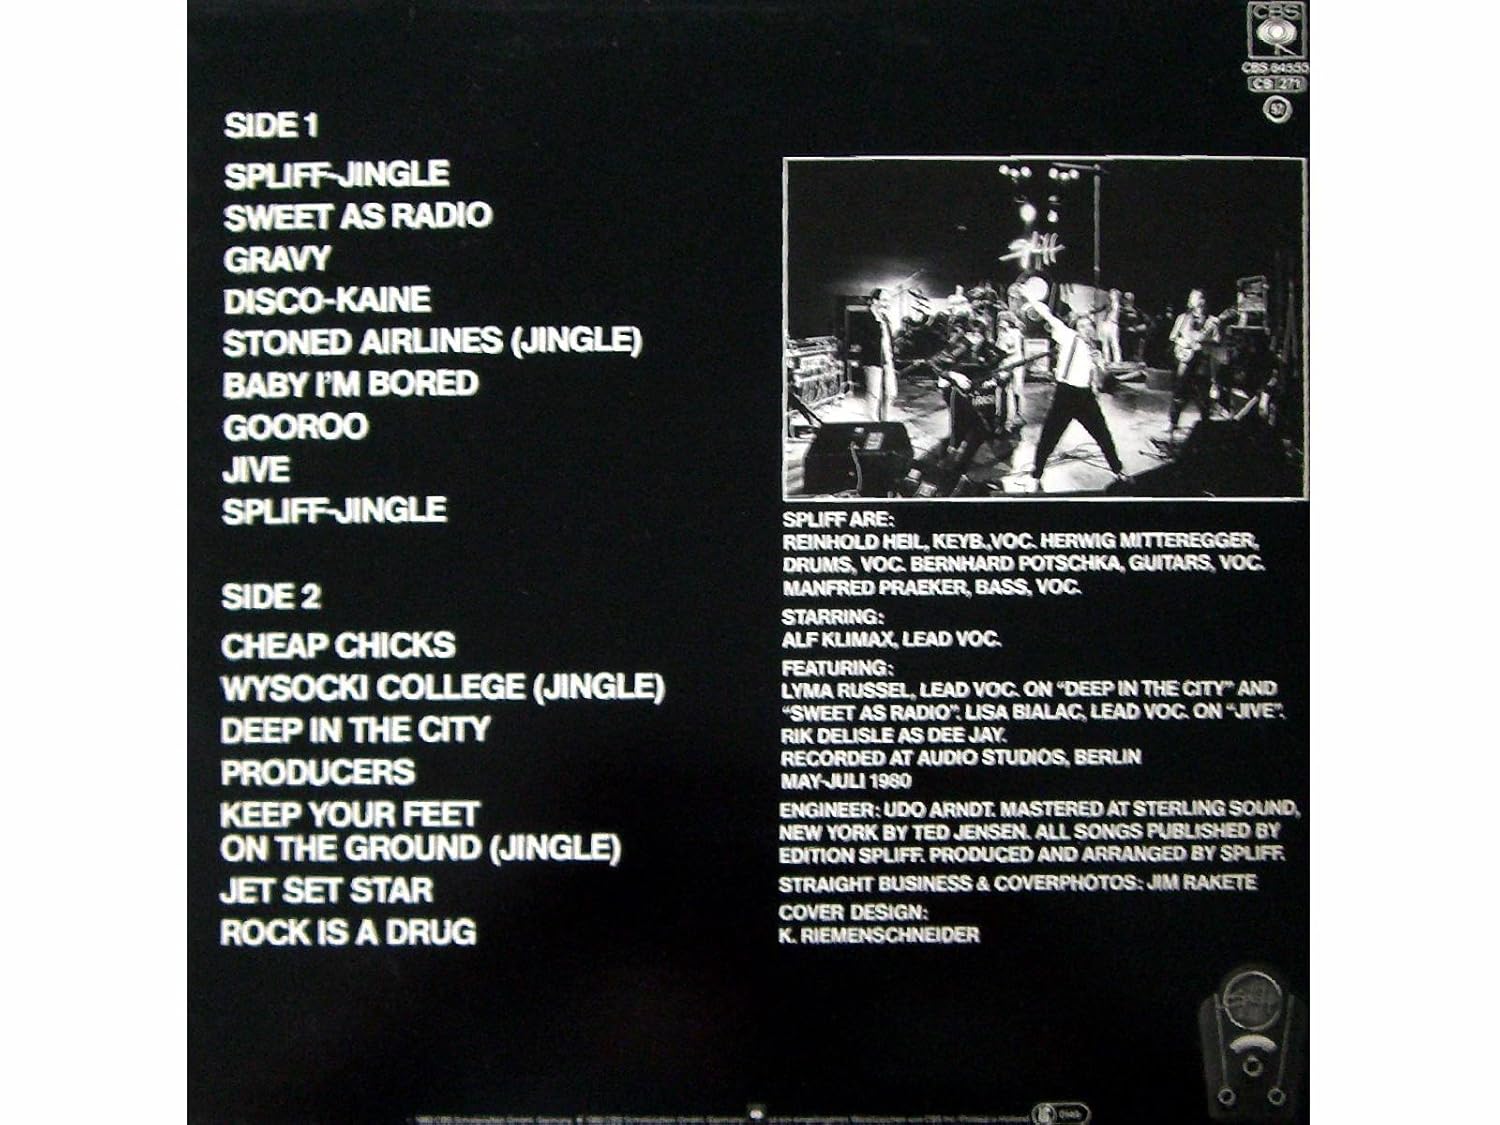 CBS
CBS 84555
CB 271
SIDE 1
SPLIFF-JINGLE
SWEET AS RADIO
GRAVY
DISCO-KAINE
STONED AIRLINES (JINGLE)
BABY I'M BORED
GOOROO
JIVE
SPLIFF-JINGLE
SIDE 2
CHEAP CHICKS
WYSOCKI COLLEGE (JINGLE)
DEEP IN THE CITY
PRODUCERS
KEEP YOUR FEET
ON THE GROUND (JINGLE)
JET SET STAR
ROCK IS A DRUG
Spliff
SPLIFF ARE:
REINHOLD HEIL, KEYB.,VOC. HERWIG MITTEREGGER,
DRUMS, VOC. BERNHARD POTSCHKA, GUITARS, VOC.
MANFRED PRAEKER, BASS, VOC.
STARRING:
ALF KLIMAX, LEAD VOC.
FEATURING:
LYMA RUSSEL, LEAD VOC. ON "DEEP IN THE CITY" AND
"SWEET AS RADIO". LISA BIALAC, LEAD VOC. ON "JIVE".
RIK DELISLE AS DEE JAY.
RECORDED AT AUDIO STUDIOS, BERLIN
MAY-JULI 1980
ENGINEER: UDO ARNDT. MASTERED AT STERLING SOUND,
NEW YORK BY TED JENSEN. ALL SONGS PUBLISHED BY
EDITION SPLIFF. PRODUCED AND ARRANGED BY SPLIFF.
STRAIGHT BUSINESS & COVERPHOTOS: JIM RAKETE
COVER DESIGN:
K. RIEMENSCHNEIDER